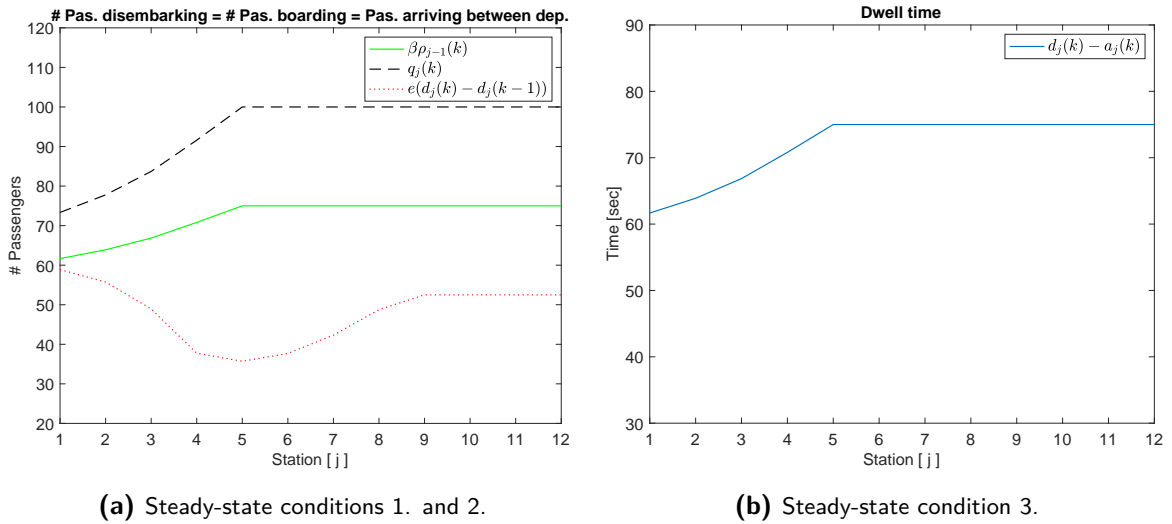 # Pas. disembarking = # Pas. boarding = Pas. arriving between dep.
120
110
100
90
80
70
60
50
40
30
20
# Passengers
βρ_{j−1}(k)
q_j(k)
e(d_j(k) − d_j(k − 1))
1 2 3 4 5 6 7 8 9 10 11 12
Station [ j ]
(a) Steady-state conditions 1. and 2.
Dwell time
90
80
70
60
50
40
30
Time [sec]
d_j(k) − a_j(k)
1 2 3 4 5 6 7 8 9 10 11 12
Station [ j ]
(b) Steady-state condition 3.